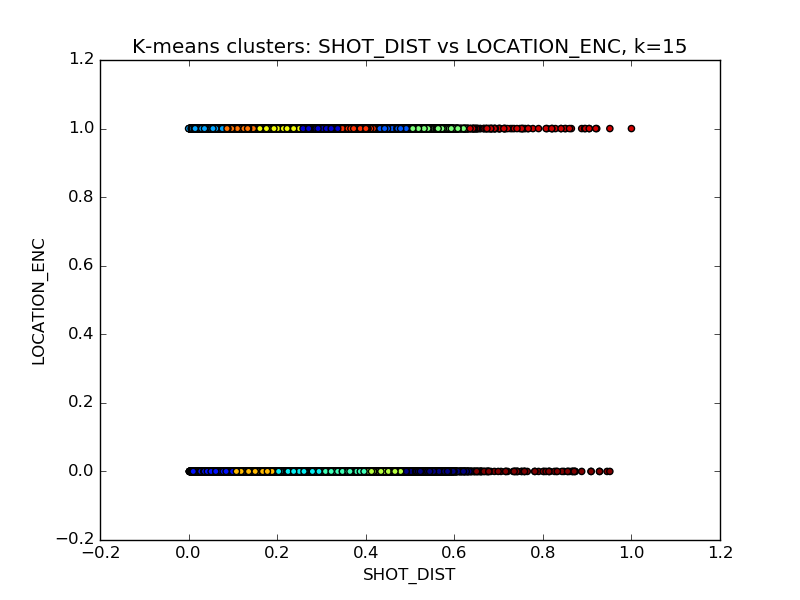 K-means clusters: SHOT_DIST vs LOCATION_ENC, k=15
1.2
1.0
0.8
0.6
0.4
0.2
0.0
−0.2
LOCATION_ENC
−0.2 0.0 0.2 0.4 0.6 0.8 1.0 1.2
SHOT_DIST